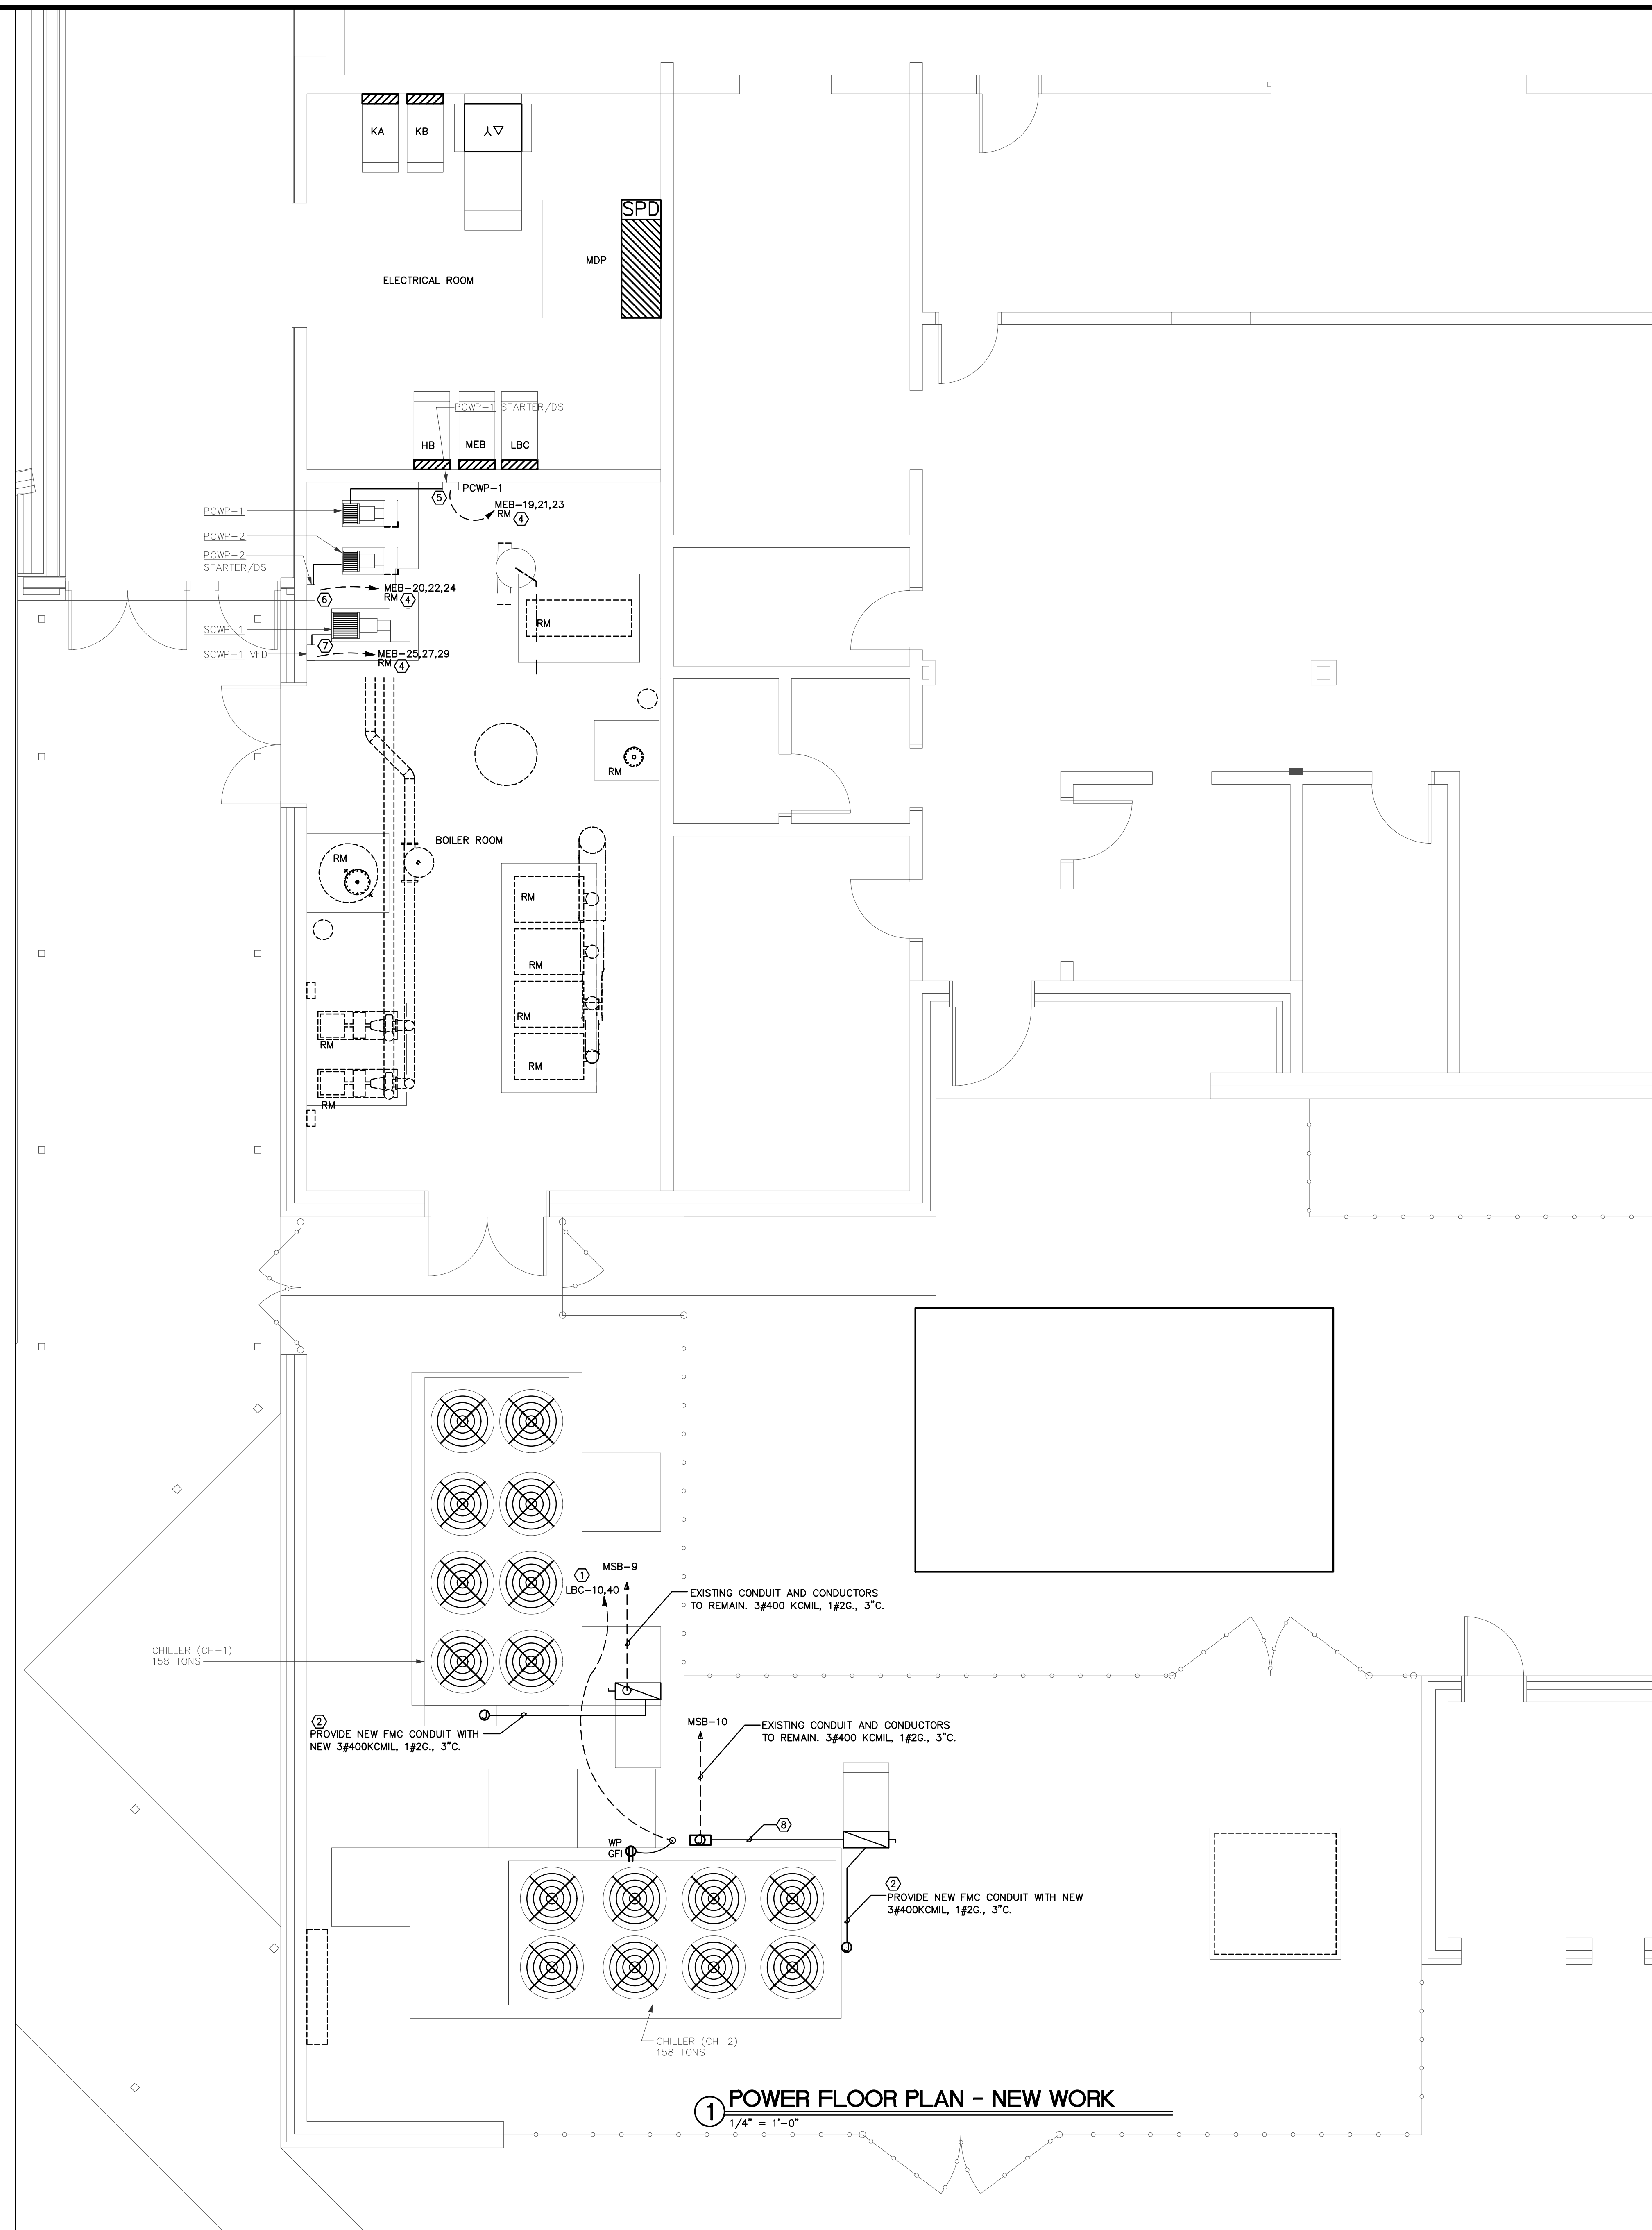 KA
KB
SPD
MDP
ELECTRICAL ROOM
PCWP-1 STARTER/DS
HB
MEB
LBC
5
PCWP-1
MEB-19,21,23
RM
4
PCWP-1
PCWP-2
PCWP-2
STARTER/DS
MEB-20,22,24
RM
4
6
SCWP-1
RM
7
SCWP-1 VFD
MEB-25,27,29
RM
4
RM
BOILER ROOM
RM
RM
RM
RM
RM
RM
RM
1
MSB-9
LBC-10,40
EXISTING CONDUIT AND CONDUCTORS
TO REMAIN. 3#400 KCMIL, 1#2G., 3"C.
CHILLER (CH-1)
158 TONS
2
PROVIDE NEW FMC CONDUIT WITH
NEW 3#400KCMIL, 1#2G., 3"C.
MSB-10
EXISTING CONDUIT AND CONDUCTORS
TO REMAIN. 3#400 KCMIL, 1#2G., 3"C.
8
WP
GFI
2
PROVIDE NEW FMC CONDUIT WITH NEW
3#400KCMIL, 1#2G., 3"C.
CHILLER (CH-2)
158 TONS
1
POWER FLOOR PLAN - NEW WORK
1/4" = 1'-0"